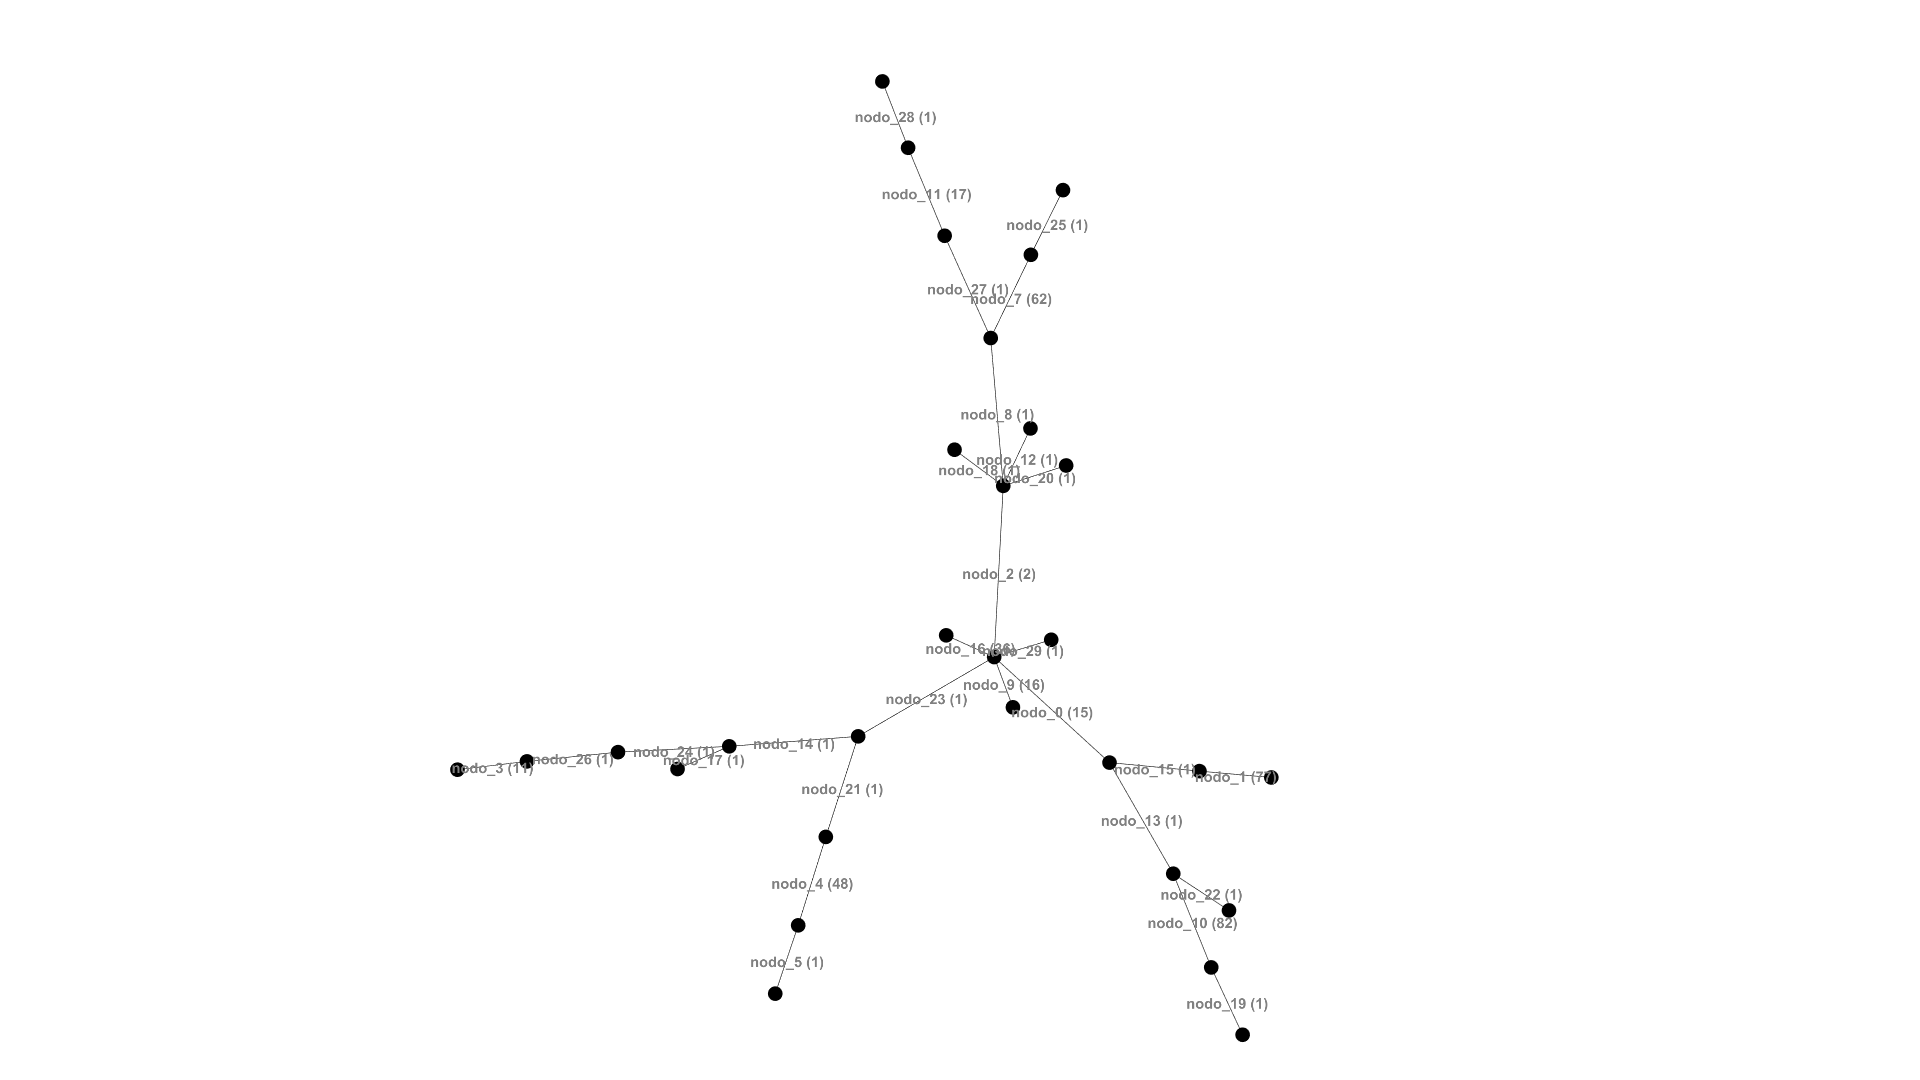 nodo_28 (1)
nodo_11 (17)
nodo_25 (1)
nodo_27 (1)
nodo_7 (62)
nodo_8 (1)
nodo_12 (1)
nodo_18 (1)
nodo_20 (1)
nodo_2 (2)
nodo_16 (36)
nodo_29 (1)
nodo_9 (16)
nodo_23 (1)
nodo_0 (15)
nodo_14 (1)
nodo_24 (1)
nodo_26 (1)
nodo_17 (1)
nodo_3 (11)
nodo_15 (1)
nodo_1 (77)
nodo_21 (1)
nodo_13 (1)
nodo_4 (48)
nodo_22 (1)
nodo_10 (82)
nodo_5 (1)
nodo_19 (1)